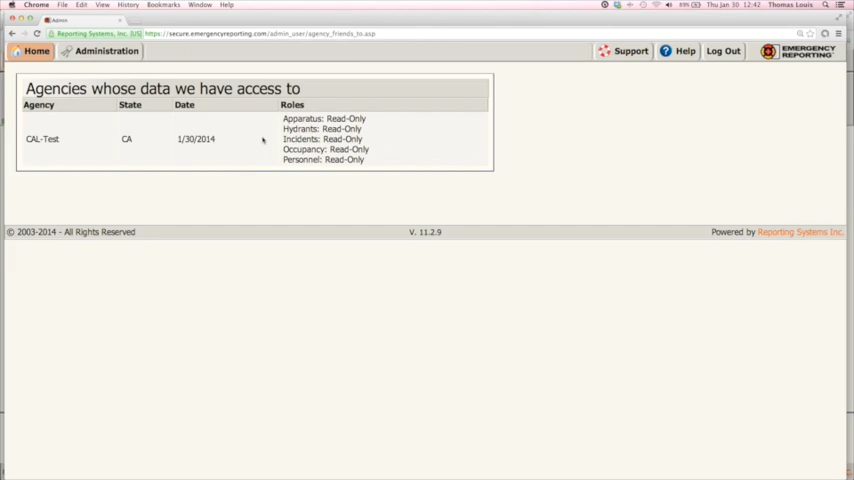 Chrome File Edit View History Bookmarks Window Help
89% Thu Jan 30 12:42 Thomas Louis
Admin
Reporting Systems, Inc. [US] https://secure.emergencyreporting.com/admin_user/agency_friends_to.asp
Home Administration Support Help Log Out EMERGENCY REPORTING
Agencies whose data we have access to
Agency State Date Roles
CAL-Test CA 1/30/2014
Apparatus: Read-Only
Hydrants: Read-Only
Incidents: Read-Only
Occupancy: Read-Only
Personnel: Read-Only
© 2003-2014 - All Rights Reserved V. 11.2.9 Powered by Reporting Systems Inc.